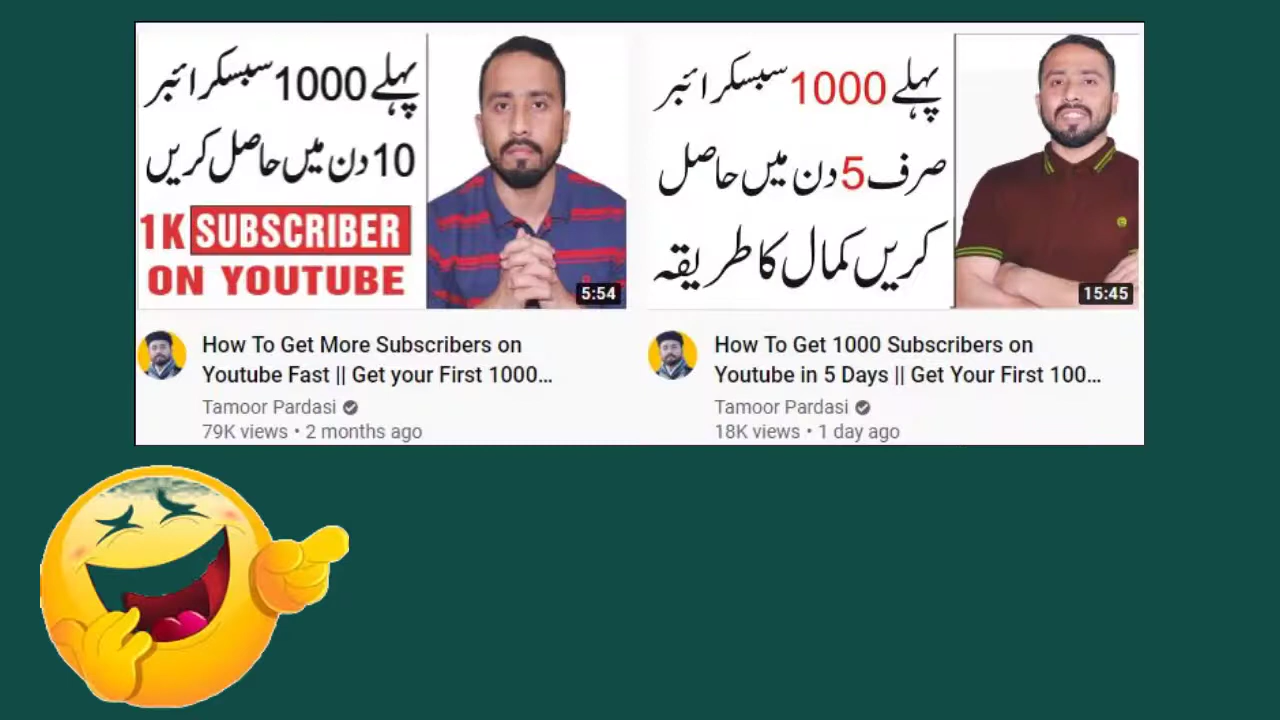 پہلے 1000 سبسکرائبر
10 دن میں حاصل کریں
1K SUBSCRIBER
ON YOUTUBE
5:54
How To Get More Subscribers on
Youtube Fast || Get your First 1000...
Tamoor Pardasi
79K views • 2 months ago
پہلے 1000 سبسکرائبر
صرف 5 دن میں حاصل
کریں کمال کا طریقہ
15:45
How To Get 1000 Subscribers on
Youtube in 5 Days || Get Your First 100...
Tamoor Pardasi
18K views • 1 day ago